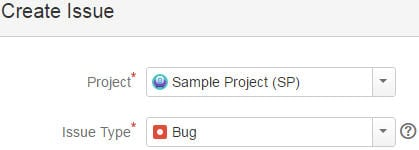 Create Issue
Project* Sample Project (SP)
Issue Type* Bug ?